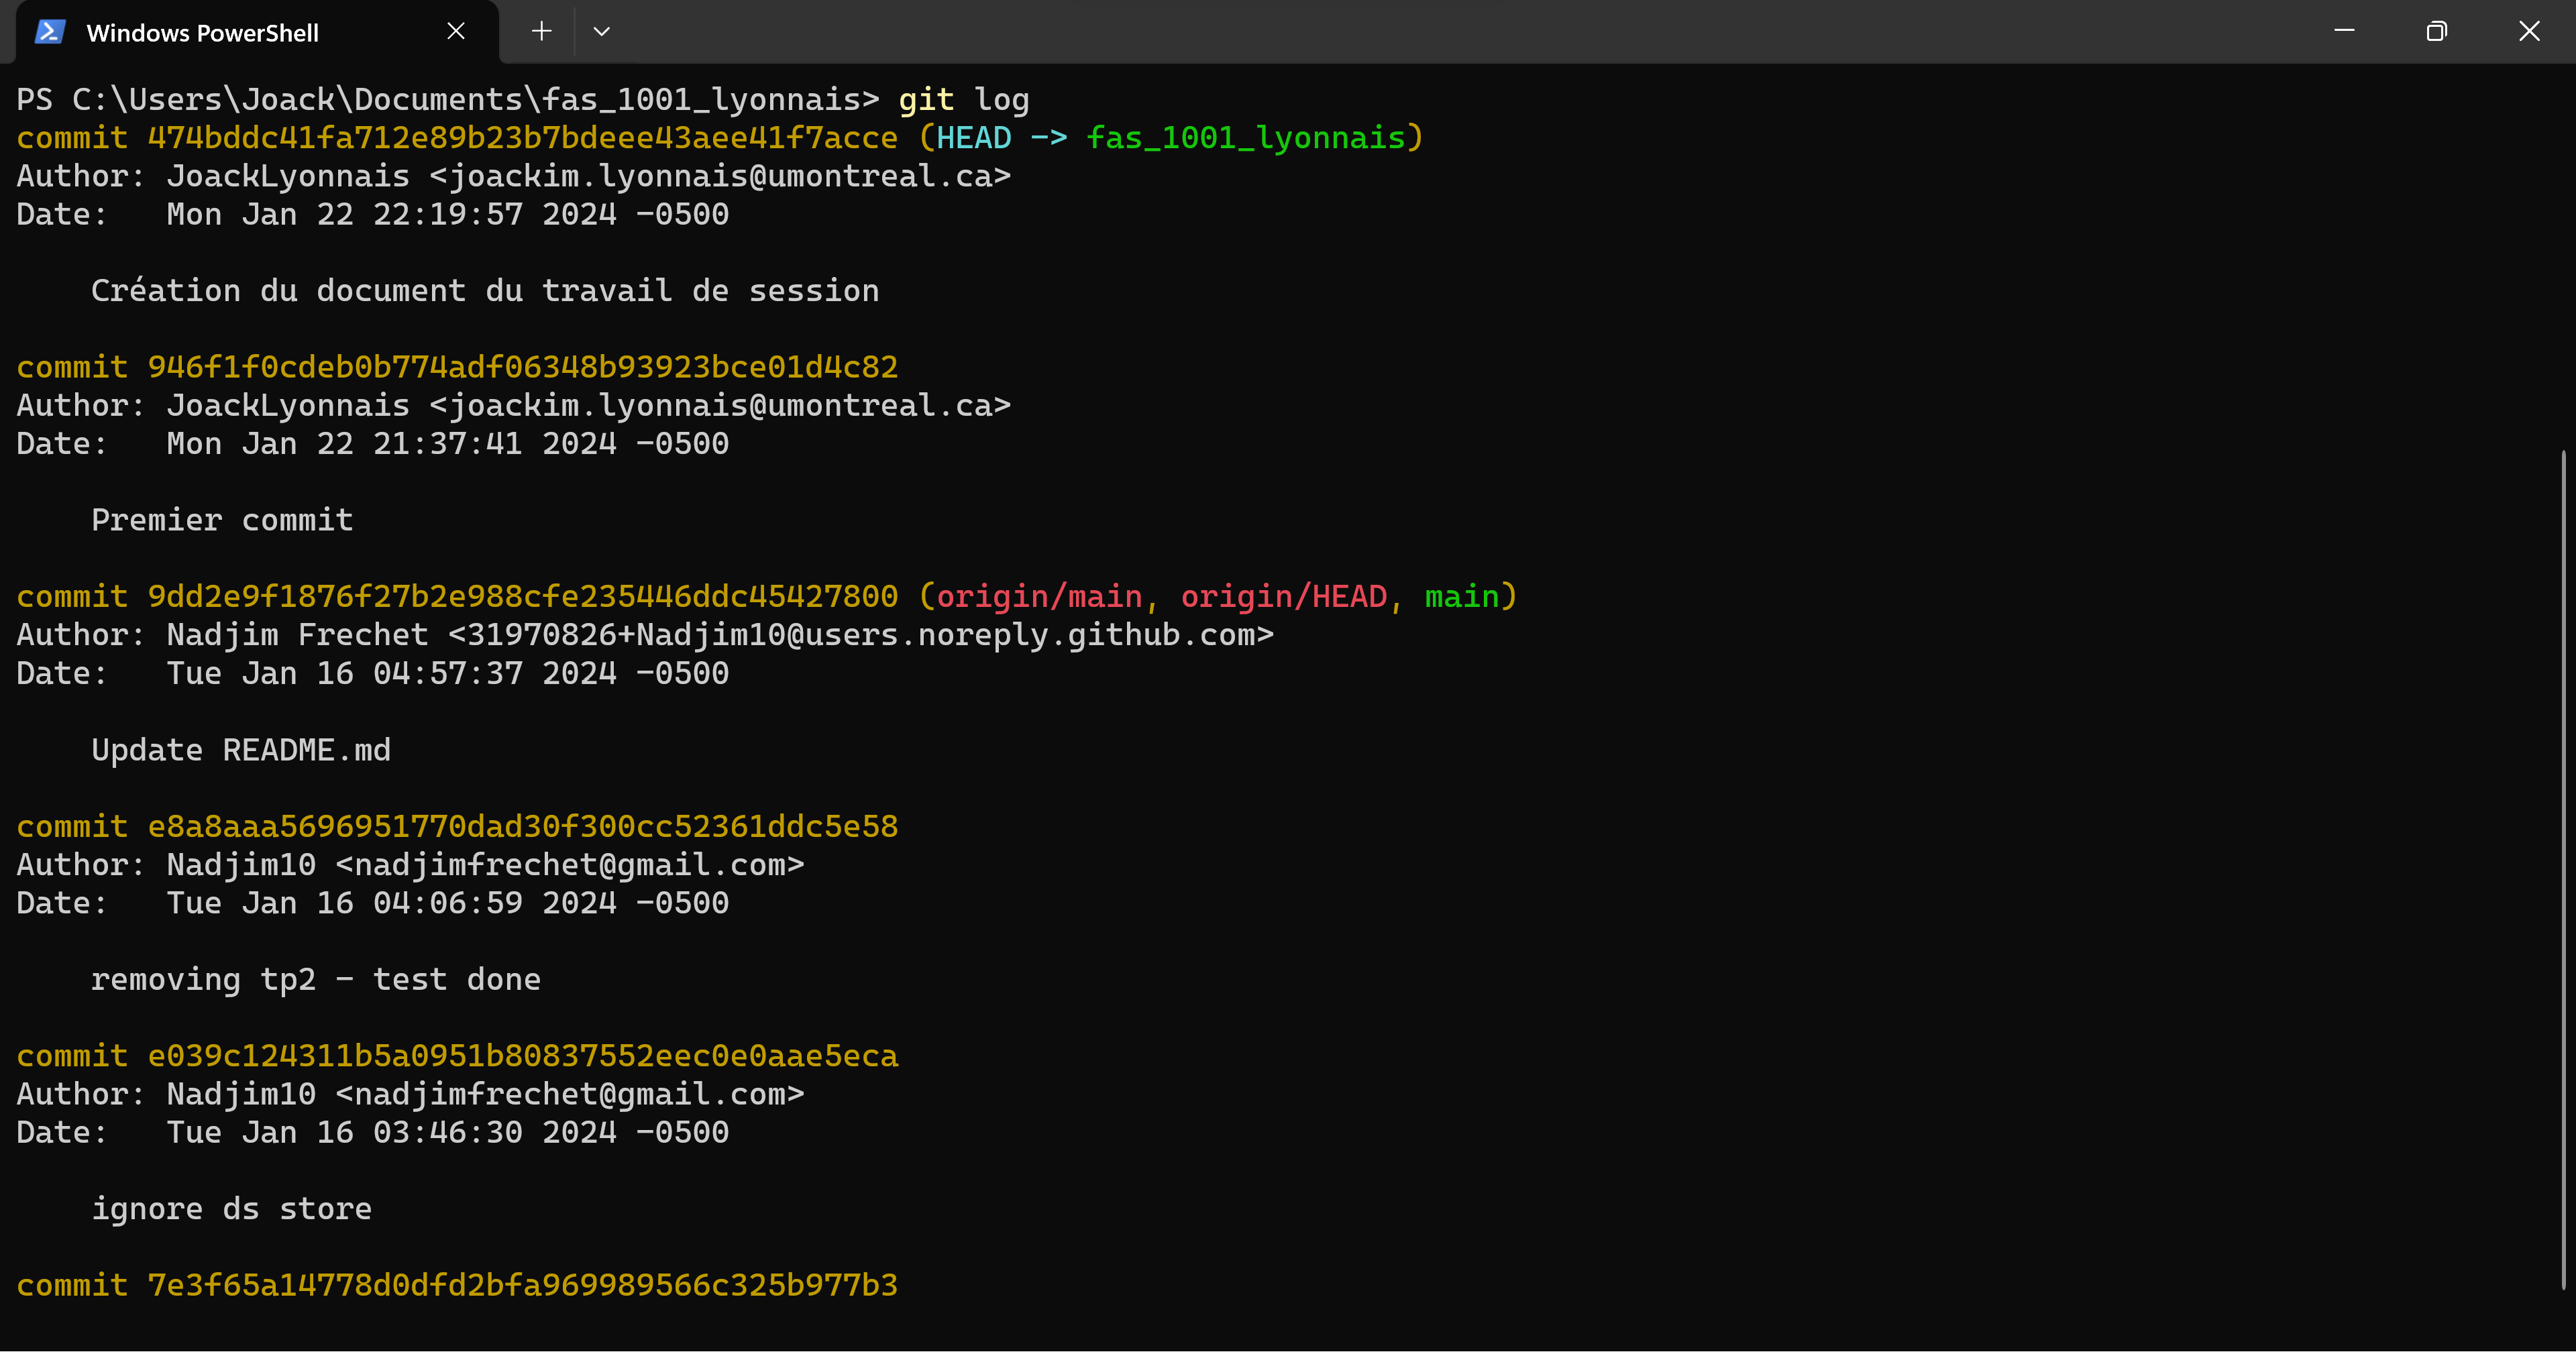 Windows PowerShell
PS C:\Users\Joack\Documents\fas_1001_lyonnais> git log
commit 474bddc41fa712e89b23b7bdeee43aee41f7acce (HEAD -> fas_1001_lyonnais)
Author: JoackLyonnais <joackim.lyonnais@umontreal.ca>
Date:   Mon Jan 22 22:19:57 2024 -0500
Création du document du travail de session
commit 946f1f0cdeb0b774adf06348b93923bce01d4c82
Author: JoackLyonnais <joackim.lyonnais@umontreal.ca>
Date:   Mon Jan 22 21:37:41 2024 -0500
Premier commit
commit 9dd2e9f1876f27b2e988cfe235446ddc45427800 (origin/main, origin/HEAD, main)
Author: Nadjim Frechet <31970826+Nadjim10@users.noreply.github.com>
Date:   Tue Jan 16 04:57:37 2024 -0500
Update README.md
commit e8a8aaa5696951770dad30f300cc52361ddc5e58
Author: Nadjim10 <nadjimfrechet@gmail.com>
Date:   Tue Jan 16 04:06:59 2024 -0500
removing tp2 - test done
commit e039c124311b5a0951b80837552eec0e0aae5eca
Author: Nadjim10 <nadjimfrechet@gmail.com>
Date:   Tue Jan 16 03:46:30 2024 -0500
ignore ds store
commit 7e3f65a14778d0dfd2bfa969989566c325b977b3